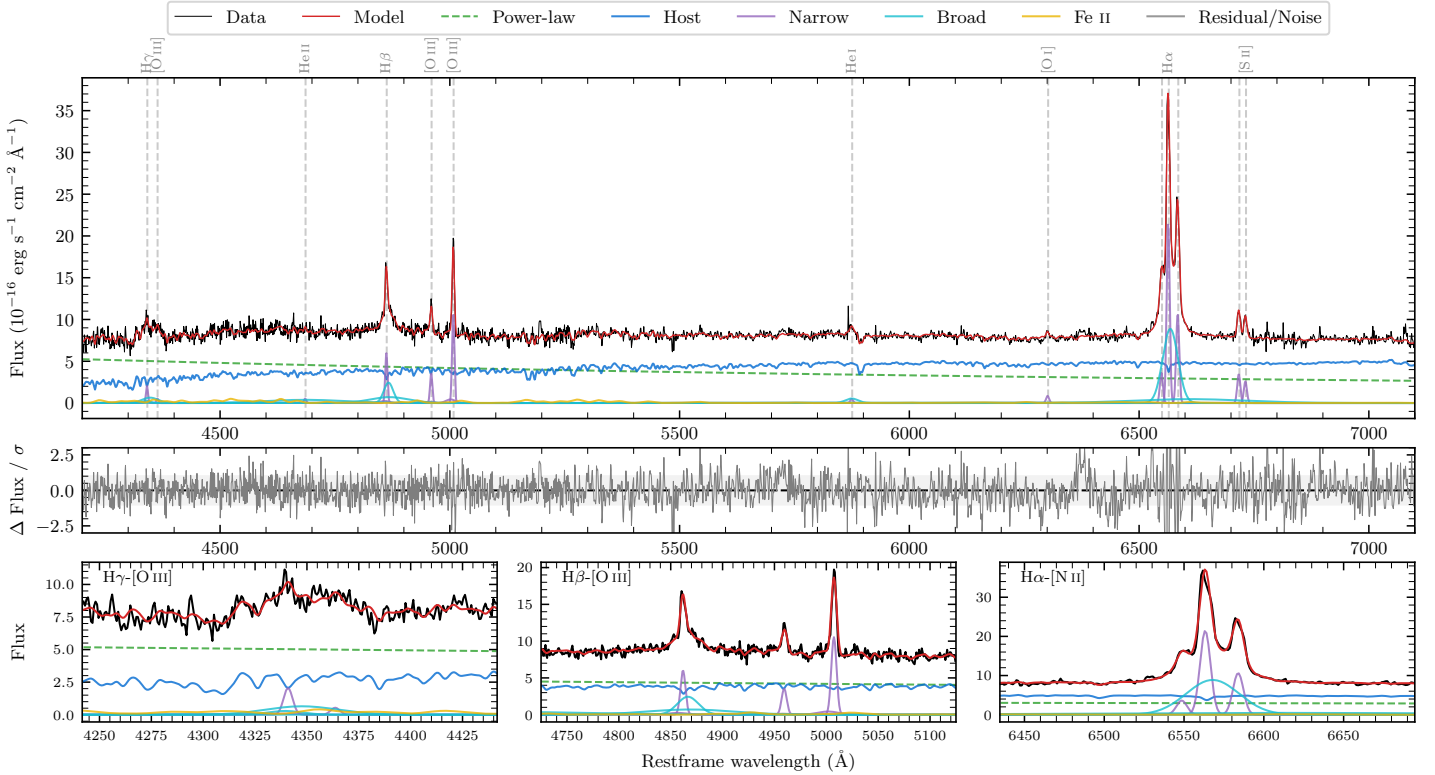 Data Model Power-law Host Narrow Broad Fe II Residual/Noise
Hγ [O III] He II Hβ [O III] [O III] He I [O I] Hα [S II]
Flux (10⁻¹⁶ erg s⁻¹ cm⁻² Å⁻¹)
35
30
25
20
15
10
5
0
4500 5000 5500 6000 6500 7000
Δ Flux / σ
2.5
0.0
−2.5
4500 5000 5500 6000 6500 7000
Flux
Hγ-[O III]
10.0
7.5
5.0
2.5
0.0
4250 4275 4300 4325 4350 4375 4400 4425
Hβ-[O III]
20
15
10
5
0
4750 4800 4850 4900 4950 5000 5050 5100
Hα-[N II]
30
20
10
0
6450 6500 6550 6600 6650
Restframe wavelength (Å)